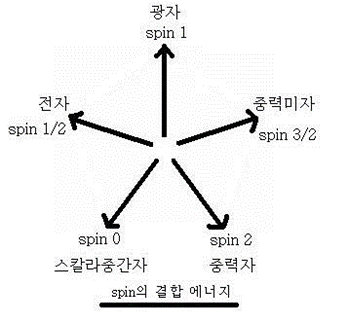 광자
spin 1
전자
spin 1/2
중력미자
spin 3/2
spin 0
스칼라중간자
spin 2
중력자
spin의 결합 에너지